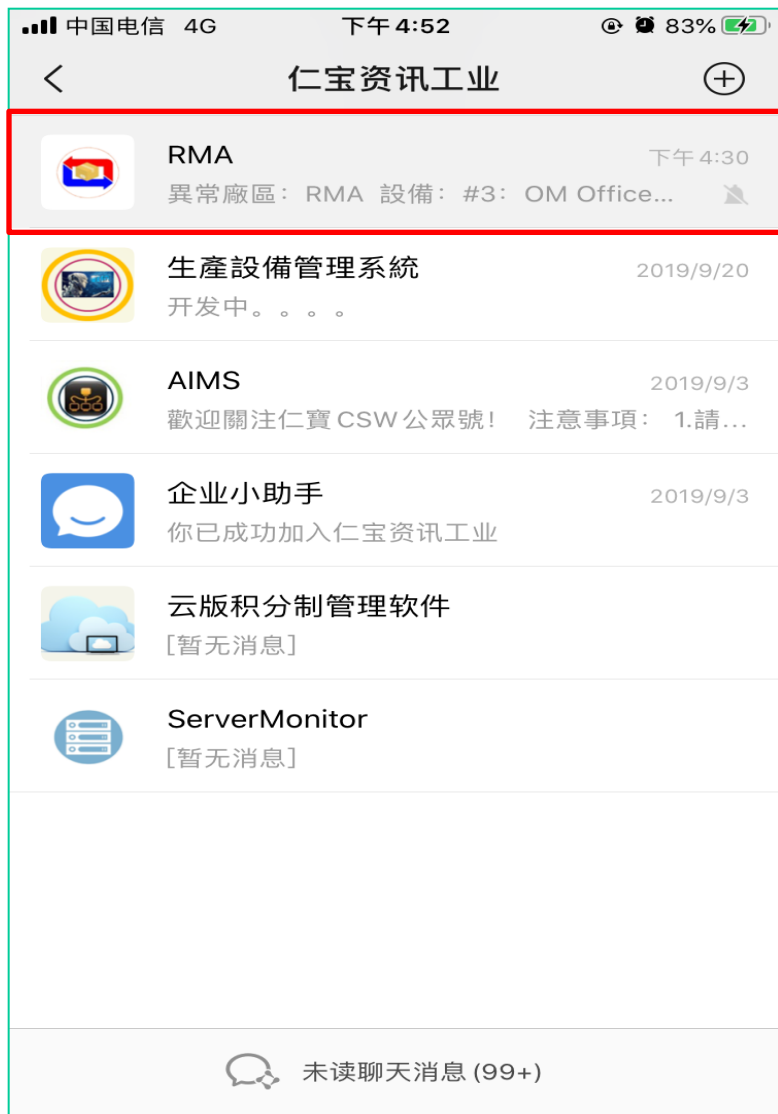 中国电信 4G 下午4:52 83%
仁宝资讯工业
RMA 下午4:30
異常廠區：RMA 設備：#3：OM Office...
生產設備管理系統 2019/9/20
开发中。。。。
AIMS 2019/9/3
歡迎關注仁寶CSW公眾號！ 注意事項： 1.請...
企业小助手 2019/9/3
你已成功加入仁宝资讯工业
云版积分制管理软件
[暂无消息]
ServerMonitor
[暂无消息]
未读聊天消息(99+)